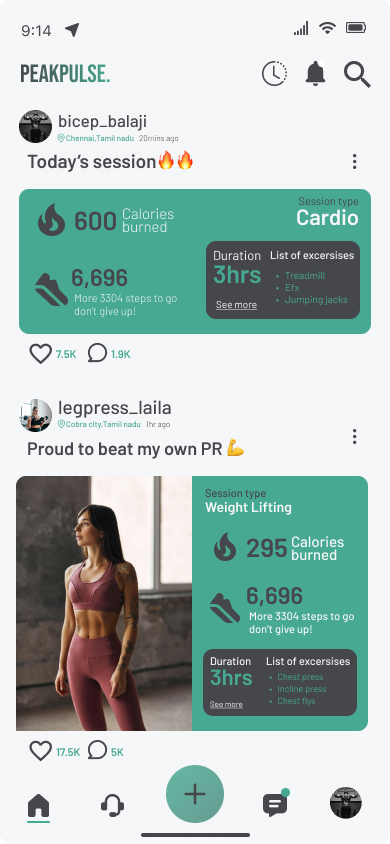 9:14
PEAKPULSE.
bicep_balaji
Chennai,Tamil nadu 20mins ago
Today's session🔥🔥
Session type
Cardio
600 Calories
burned
Duration
List of excersises
3hrs
Treadmill
Efx
Jumping jacks
See more
6,696
More 3304 steps to go
don't give up!
7.5K
1.9K
legpress_laila
Cobra city,Tamil nadu 1hr ago
Proud to beat my own PR💪
Session type
Weight Lifting
295 Calories
burned
6,696
More 3304 steps to go
don't give up!
Duration
List of excersises
3hrs
Chest press
Incline press
Chest flys
See more
17.5K
5K